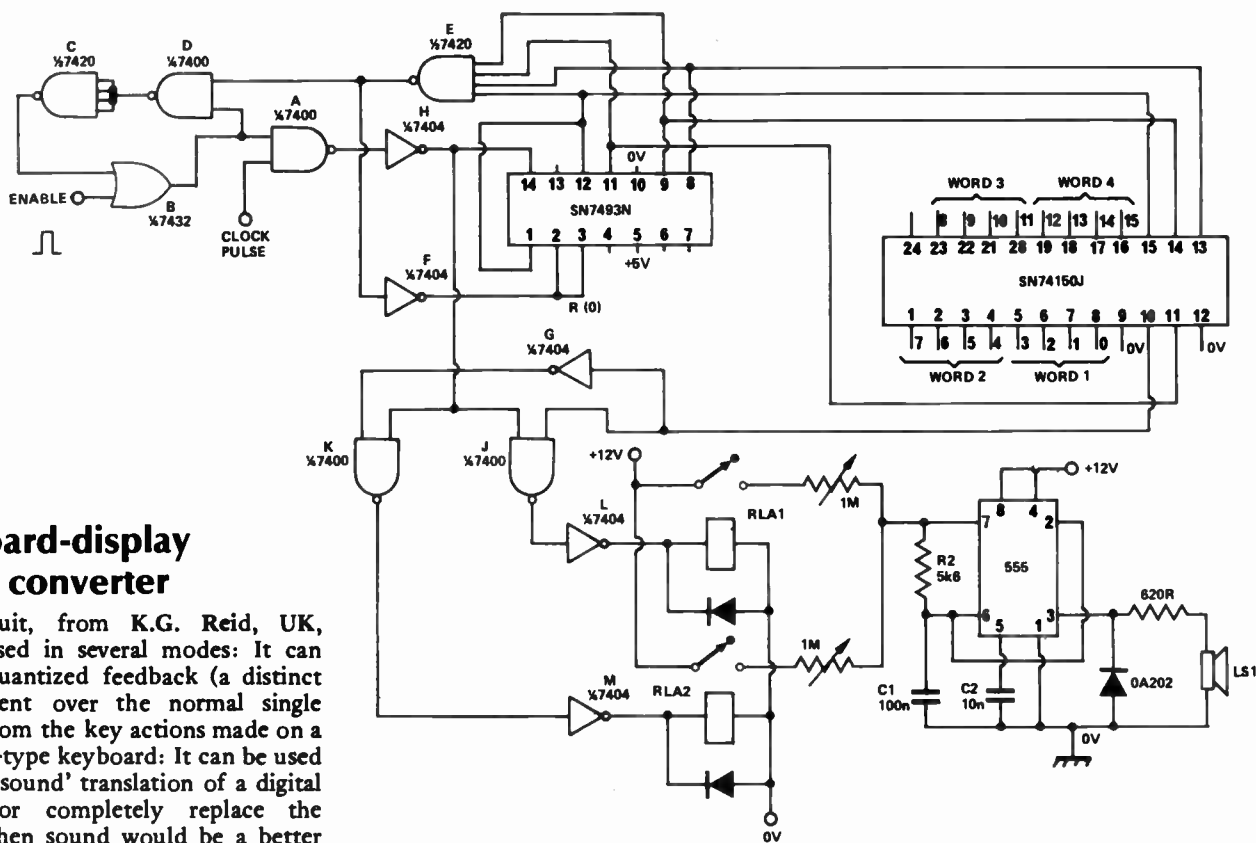 C
½7420
D
¼7400
E
½7420
A
¼7400
H
⅙7404
ENABLE
B
¼7432
CLOCK
PULSE
0V
14 13 12 11 10 9 8
SN7493N
1 2 3 4 5 6 7
+5V
F
⅙7404
R (0)
WORD 3 WORD 4
8 9 10 11 12 13 14 15
24 23 22 21 20 19 18 17 16 15 14 13
SN74150J
1 2 3 4 5 6 7 8 9 10 11 12
7 6 5 4 3 2 1 0 0V 0V
WORD 2 WORD 1
G
⅙7404
K
¼7400
J
¼7400
+12V
+12V
L
⅙7404
RLA1
1M
8 4
7 2
R2
5k6
555
6 3
5 1
620R
M
⅙7404
RLA2
1M
C1
100n
C2
10n
0A202
LS1
0V
0V
oard-display
converter
uit, from K.G. Reid, UK,
sed in several modes: It can
uantized feedback (a distinct
ent over the normal single
om the key actions made on a
-type keyboard: It can be used
sound' translation of a digital
or completely replace the
hen sound would be a better